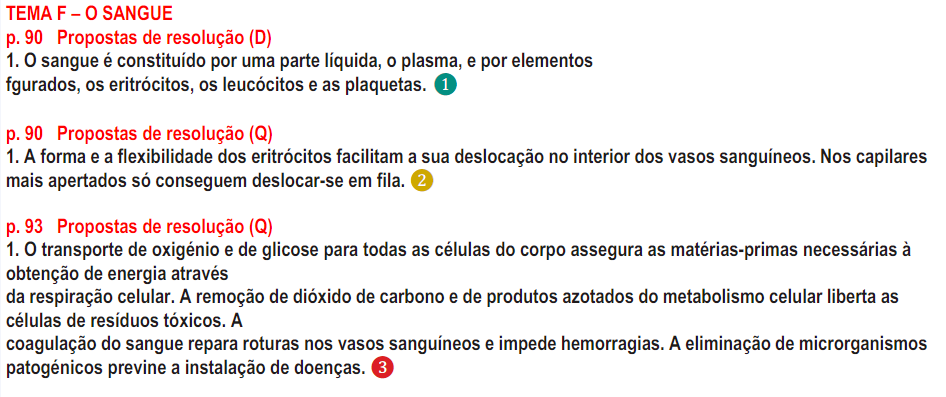 TEMA F – O SANGUE
p. 90 Propostas de resolução (D)
1. O sangue é constituído por uma parte líquida, o plasma, e por elementos
fgurados, os eritrócitos, os leucócitos e as plaquetas. 1
p. 90 Propostas de resolução (Q)
1. A forma e a flexibilidade dos eritrócitos facilitam a sua deslocação no interior dos vasos sanguíneos. Nos capilares
mais apertados só conseguem deslocar-se em fila. 2
p. 93 Propostas de resolução (Q)
1. O transporte de oxigénio e de glicose para todas as células do corpo assegura as matérias-primas necessárias à
obtenção de energia através
da respiração celular. A remoção de dióxido de carbono e de produtos azotados do metabolismo celular liberta as
células de resíduos tóxicos. A
coagulação do sangue repara roturas nos vasos sanguíneos e impede hemorragias. A eliminação de microrganismos
patogénicos previne a instalação de doenças. 3